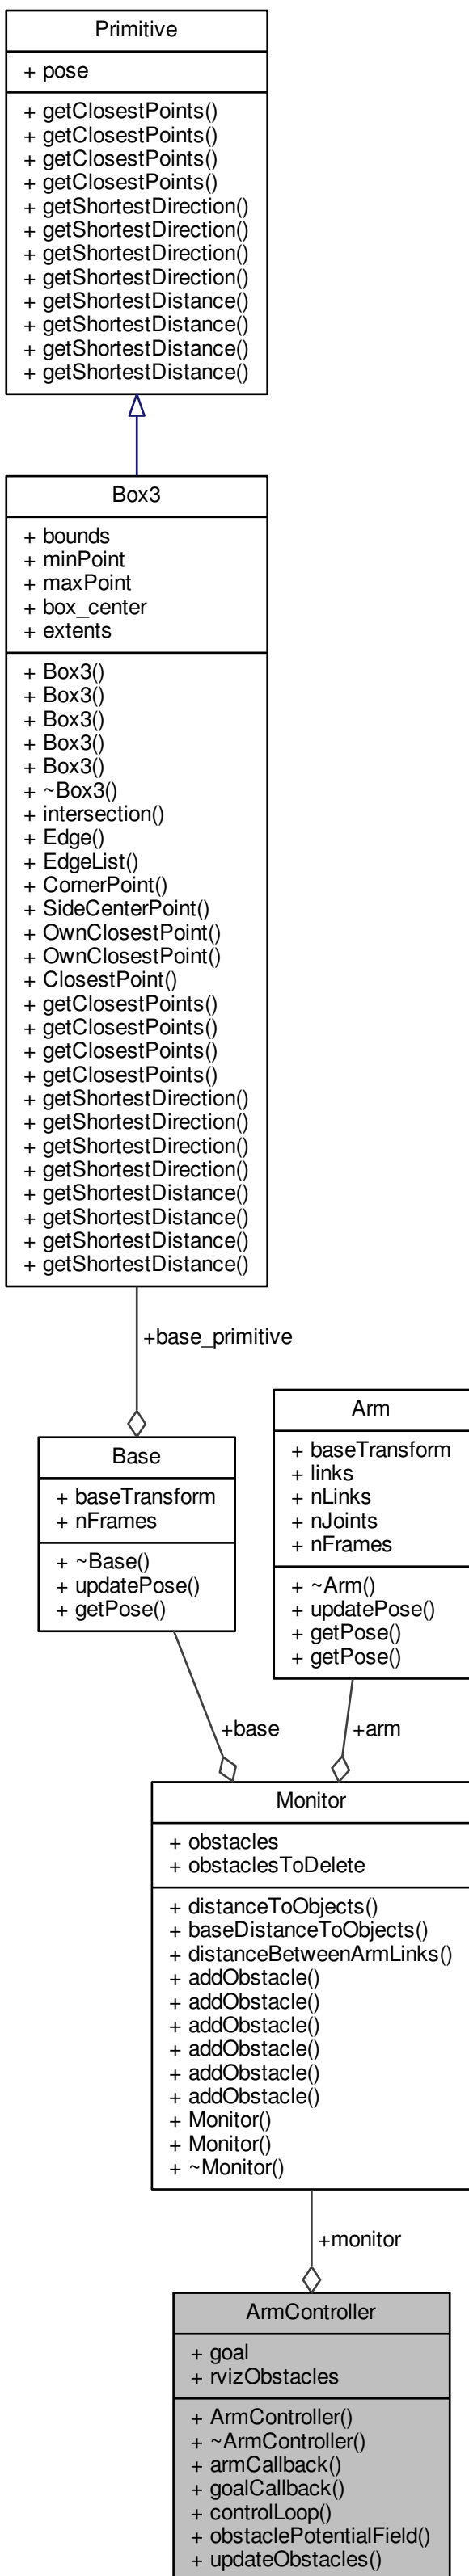 Primitive
+ pose
+ getClosestPoints()
+ getClosestPoints()
+ getClosestPoints()
+ getClosestPoints()
+ getShortestDirection()
+ getShortestDirection()
+ getShortestDirection()
+ getShortestDirection()
+ getShortestDistance()
+ getShortestDistance()
+ getShortestDistance()
+ getShortestDistance()
Box3
+ bounds
+ minPoint
+ maxPoint
+ box_center
+ extents
+ Box3()
+ Box3()
+ Box3()
+ Box3()
+ Box3()
+ ~Box3()
+ intersection()
+ Edge()
+ EdgeList()
+ CornerPoint()
+ SideCenterPoint()
+ OwnClosestPoint()
+ OwnClosestPoint()
+ ClosestPoint()
+ getClosestPoints()
+ getClosestPoints()
+ getClosestPoints()
+ getClosestPoints()
+ getShortestDirection()
+ getShortestDirection()
+ getShortestDirection()
+ getShortestDirection()
+ getShortestDistance()
+ getShortestDistance()
+ getShortestDistance()
+ getShortestDistance()
+base_primitive
Base
+ baseTransform
+ nFrames
+ ~Base()
+ updatePose()
+ getPose()
Arm
+ baseTransform
+ links
+ nLinks
+ nJoints
+ nFrames
+ ~Arm()
+ updatePose()
+ getPose()
+ getPose()
+base
+arm
Monitor
+ obstacles
+ obstaclesToDelete
+ distanceToObjects()
+ baseDistanceToObjects()
+ distanceBetweenArmLinks()
+ addObstacle()
+ addObstacle()
+ addObstacle()
+ addObstacle()
+ addObstacle()
+ addObstacle()
+ Monitor()
+ Monitor()
+ ~Monitor()
+monitor
ArmController
+ goal
+ rvizObstacles
+ ArmController()
+ ~ArmController()
+ armCallback()
+ goalCallback()
+ controlLoop()
+ obstaclePotentialField()
+ updateObstacles()